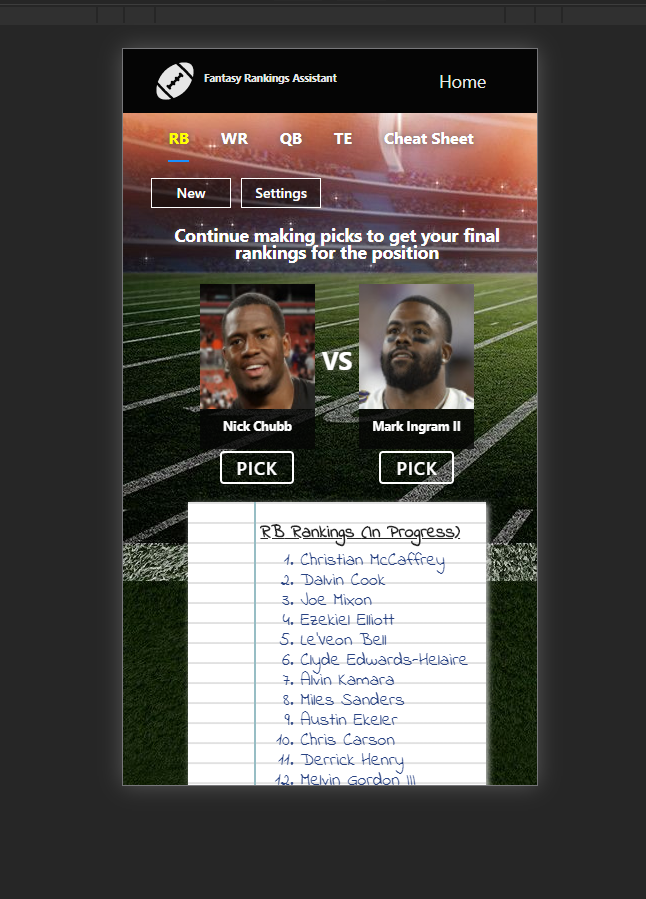 Fantasy Rankings Assistant
Home
RB WR QB TE Cheat Sheet
New Settings
Continue making picks to get your final
rankings for the position
VS
Nick Chubb Mark Ingram II
PICK PICK
RB Rankings (In Progress)
1. Christian McCaffrey
2. Dalvin Cook
3. Joe Mixon
4. Ezekiel Elliott
5. Le'Veon Bell
6. Clyde Edwards-Helaire
7. Alvin Kamara
8. Miles Sanders
9. Austin Ekeler
10. Chris Carson
11. Derrick Henry
12. Melvin Gordon III